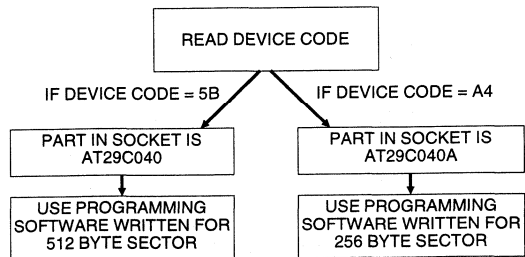 READ DEVICE CODE
IF DEVICE CODE = 5B
IF DEVICE CODE = A4
PART IN SOCKET IS
AT29C040
PART IN SOCKET IS
AT29C040A
USE PROGRAMMING
SOFTWARE WRITTEN FOR
512 BYTE SECTOR
USE PROGRAMMING
SOFTWARE WRITTEN FOR
256 BYTE SECTOR